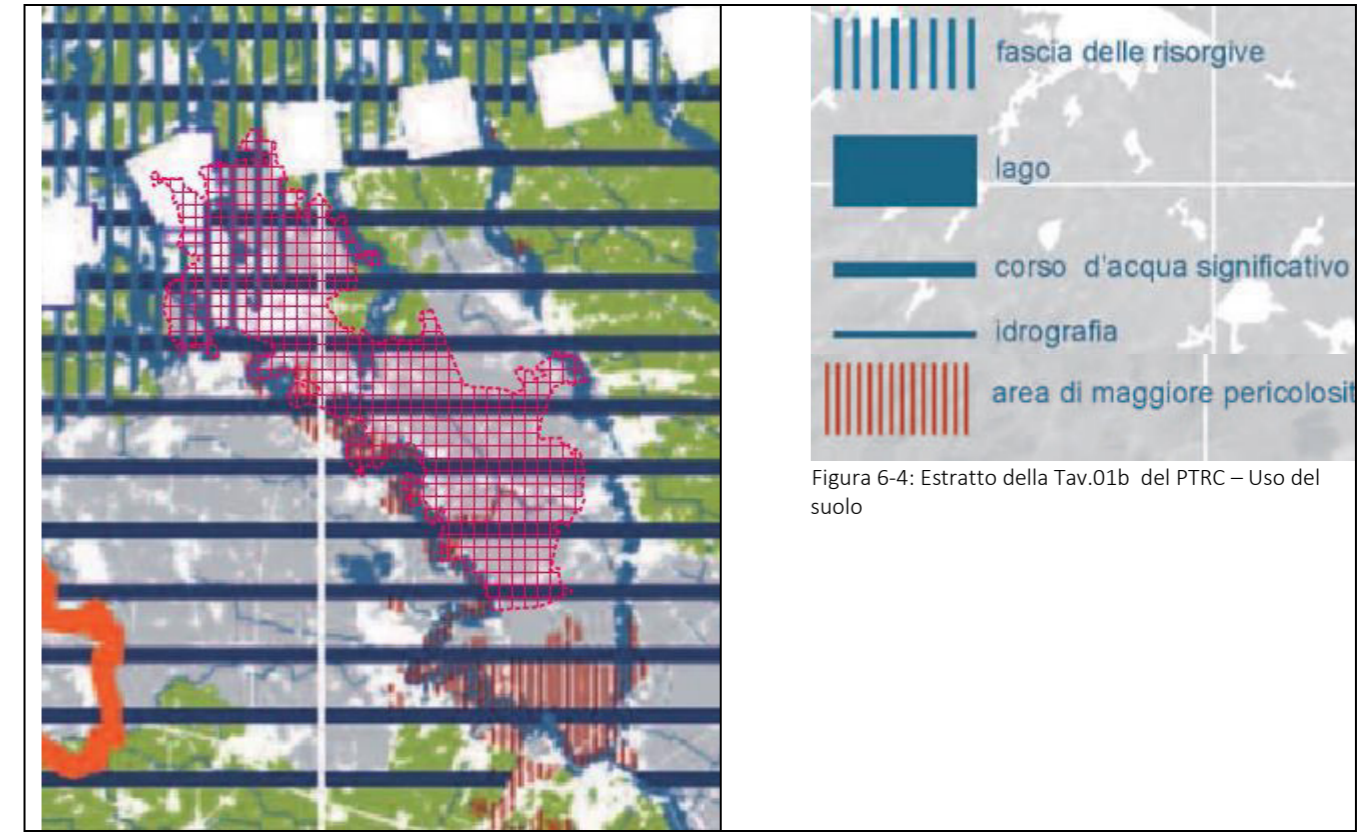 fascia delle risorgive
lago
corso d'acqua significativo
idrografia
area di maggiore pericolosit
Figura 6-4: Estratto della Tav.01b del PTRC – Uso del
suolo